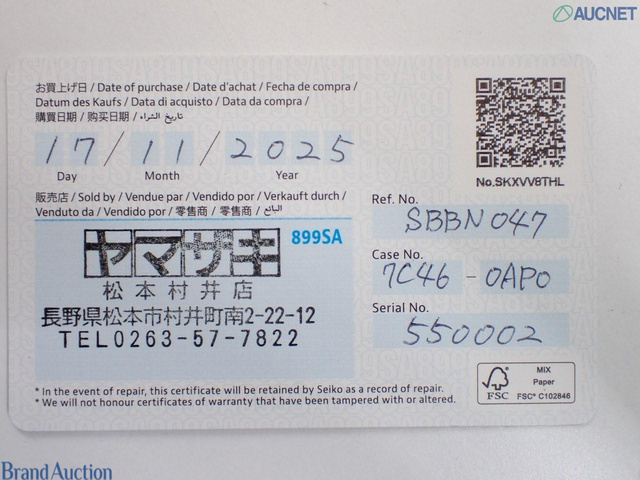 AUCNET
お買上げ日 / Date of purchase / Date d'achat / Fecha de compra /
Datum des Kaufs / Data di acquisto / Data da compra /
購買日期 / 购买日期 / تاريخ الشراء
17 / 11 / 2025
Day Month Year
No.SKXVV8THL
販売店 / Sold by / Vendue par / Vendido por / Verkauft durch /
Venduto da / Vendido por / 零售商 / 零售商 / البائع
ヤマザキ 899SA
松本村井店
長野県松本市村井町南2-22-12
TEL0263-57-7822
Ref. No.
SBBN047
Case No.
7C46-0AP0
Serial No.
550002
* In the event of repair, this certificate will be retained by Seiko as a record of repair.
* We will not honour certificates of warranty that have been tampered with or altered.
FSC
MIX
Paper
FSC® C102846
Brand Auction